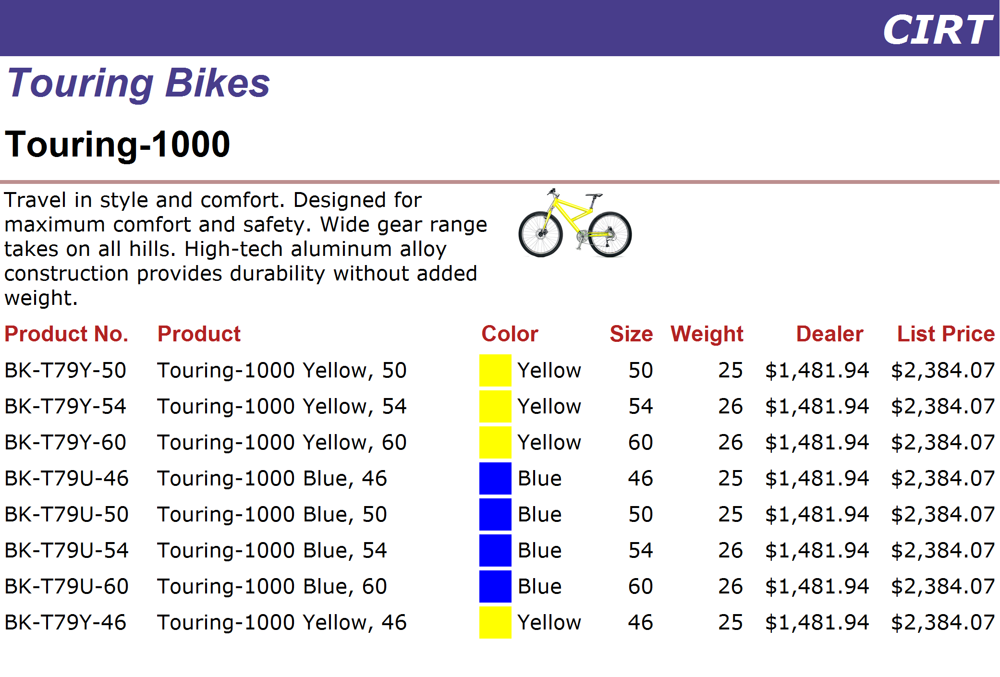 CIRT
Touring Bikes
Touring-1000
Travel in style and comfort. Designed for
maximum comfort and safety. Wide gear range
takes on all hills. High-tech aluminum alloy
construction provides durability without added
weight.
Product No. Product Color Size Weight Dealer List Price
BK-T79Y-50 Touring-1000 Yellow, 50 Yellow 50 25 $1,481.94 $2,384.07
BK-T79Y-54 Touring-1000 Yellow, 54 Yellow 54 26 $1,481.94 $2,384.07
BK-T79Y-60 Touring-1000 Yellow, 60 Yellow 60 26 $1,481.94 $2,384.07
BK-T79U-46 Touring-1000 Blue, 46 Blue 46 25 $1,481.94 $2,384.07
BK-T79U-50 Touring-1000 Blue, 50 Blue 50 25 $1,481.94 $2,384.07
BK-T79U-54 Touring-1000 Blue, 54 Blue 54 26 $1,481.94 $2,384.07
BK-T79U-60 Touring-1000 Blue, 60 Blue 60 26 $1,481.94 $2,384.07
BK-T79Y-46 Touring-1000 Yellow, 46 Yellow 46 25 $1,481.94 $2,384.07